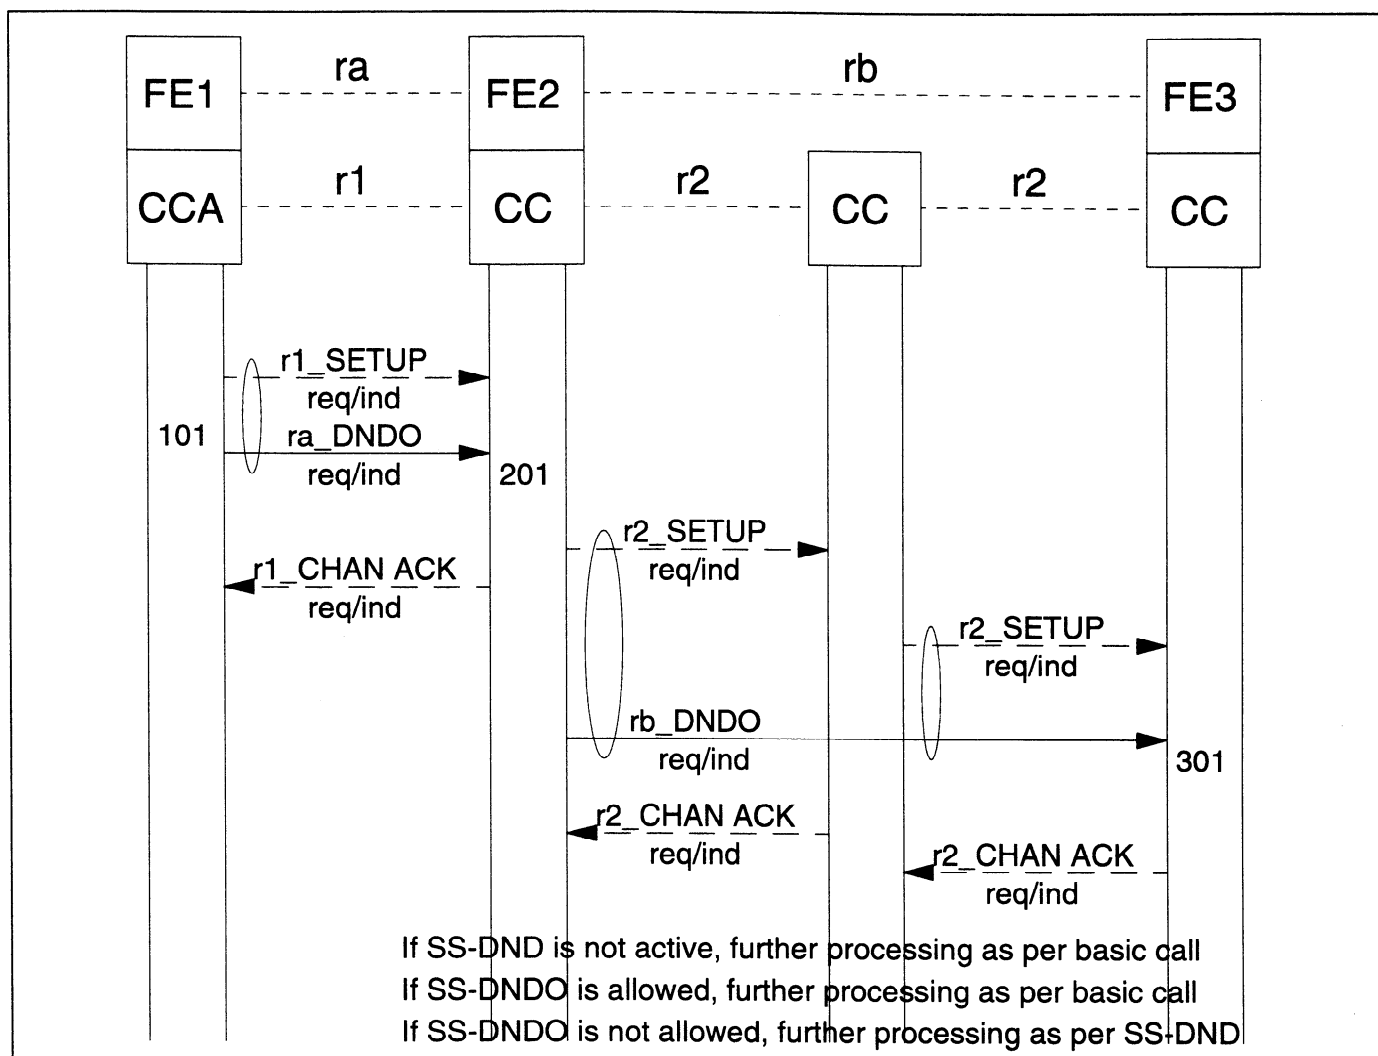 FE1
ra
FE2
rb
FE3
CCA
r1
CC
r2
CC
r2
CC
r1_SETUP
req/ind
101
ra_DNDO
req/ind
201
r2_SETUP
req/ind
r1_CHAN ACK
req/ind
r2_SETUP
req/ind
rb_DNDO
req/ind
301
r2_CHAN ACK
req/ind
r2_CHAN ACK
req/ind
If SS-DND is not active, further processing as per basic call
If SS-DNDO is allowed, further processing as per basic call
If SS-DNDO is not allowed, further processing as per SS-DND